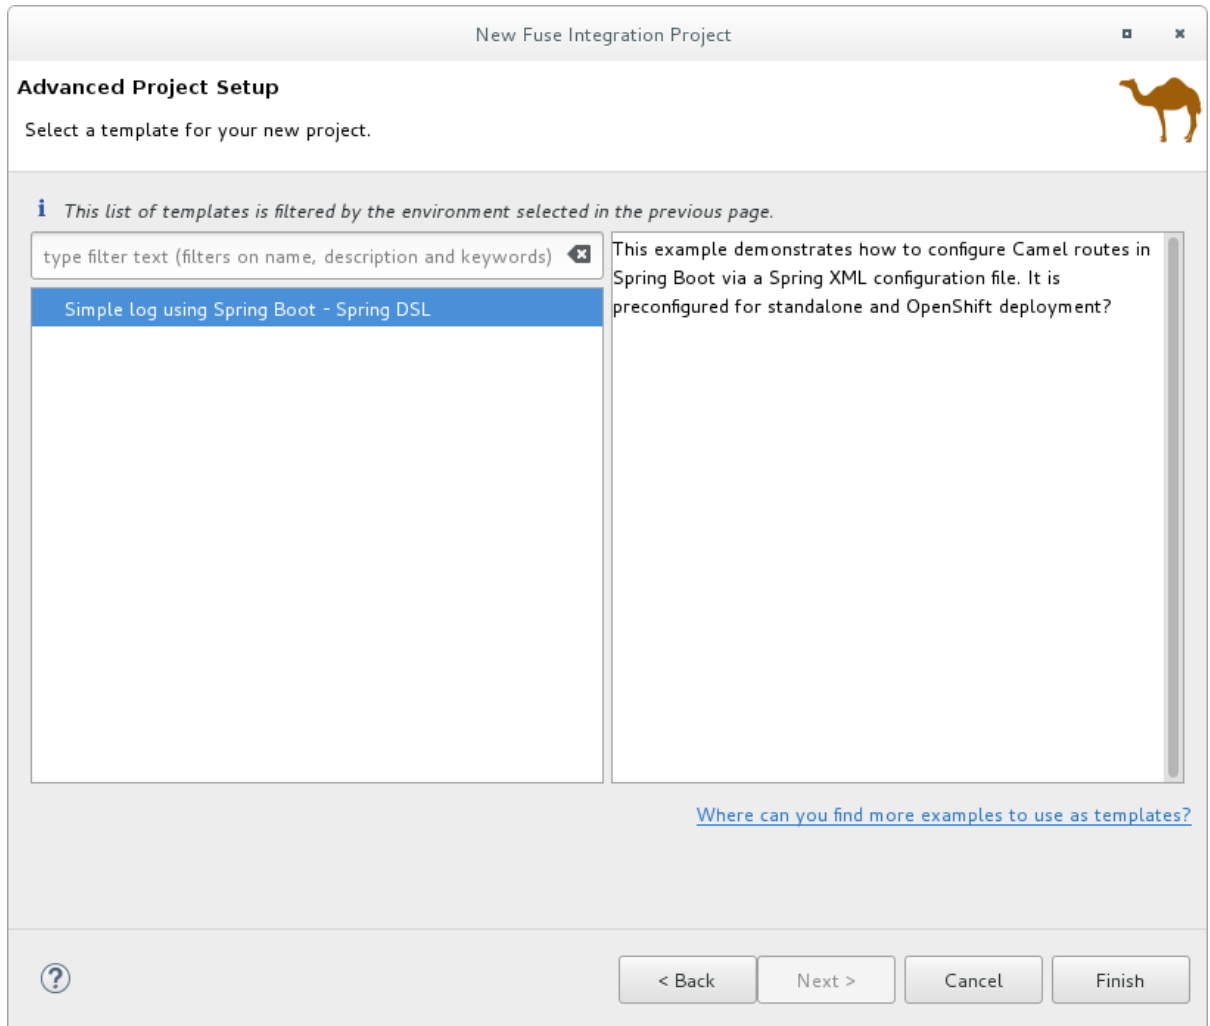 New Fuse Integration Project
Advanced Project Setup
Select a template for your new project.
i This list of templates is filtered by the environment selected in the previous page.
type filter text (filters on name, description and keywords)
Simple log using Spring Boot - Spring DSL
This example demonstrates how to configure Camel routes in
Spring Boot via a Spring XML configuration file. It is
preconfigured for standalone and OpenShift deployment?
Where can you find more examples to use as templates?
?
< Back
Next >
Cancel
Finish